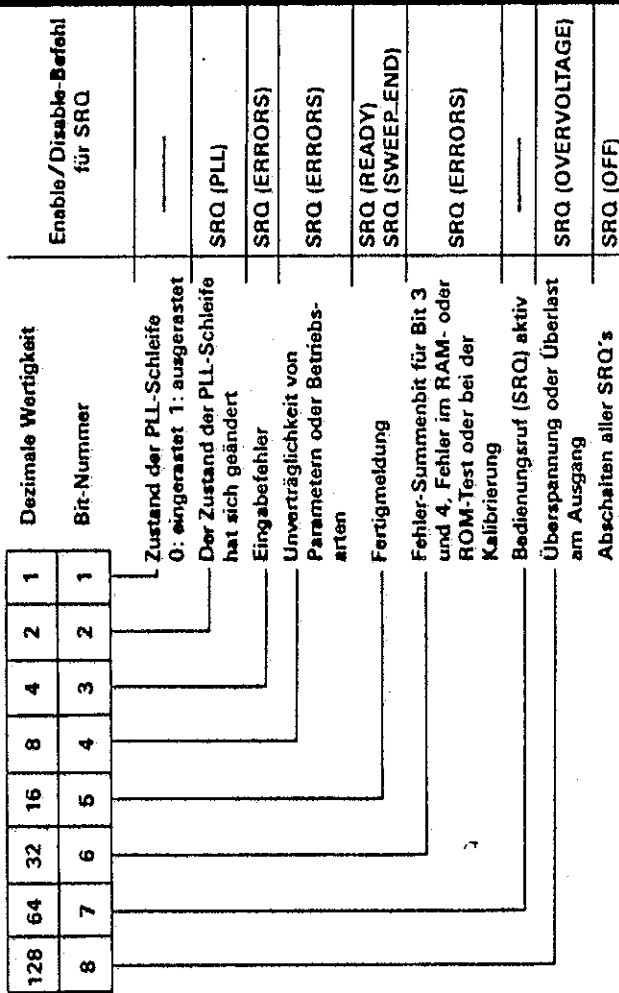 128 64 32 16 8 4 2 1 Dezimale Wertigkeit
8 7 6 5 4 3 2 1 Bit-Nummer
Enable/Disable-Befehl
für SRQ
Zustand der PLL-Schleife
0: eingerastet 1: ausgerastet
Der Zustand der PLL-Schleife
hat sich geändert
SRQ (PLL)
Eingabefehler
SRQ (ERRORS)
Unverträglichkeit von
Parametern oder Betriebs-
arten
SRQ (ERRORS)
Fertigmeldung
SRQ (READY)
SRQ (SWEEP_END)
Fehler-Summenbit für Bit 3
und 4, Fehler im RAM- oder
ROM-Test oder bei der
Kalibrierung
SRQ (ERRORS)
Bedienungsruf (SRQ) aktiv
Überspannung oder Überlast
am Ausgang
SRQ (OVERVOLTAGE)
Abschalten aller SRQ's
SRQ (OFF)